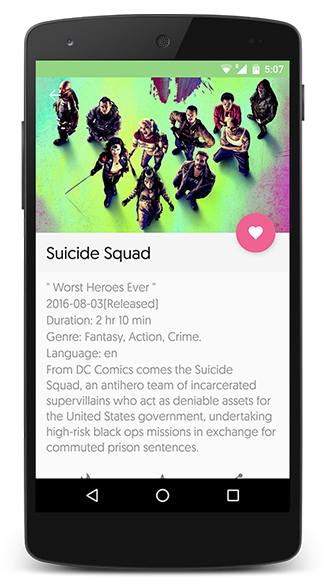 5:07
Suicide Squad
" Worst Heroes Ever "
2016-08-03[Released]
Duration: 2 hr 10 min
Genre: Fantasy, Action, Crime.
Language: en
From DC Comics comes the Suicide
Squad, an antihero team of incarcerated
supervillains who act as deniable assets for
the United States government, undertaking
high-risk black ops missions in exchange for
commuted prison sentences.